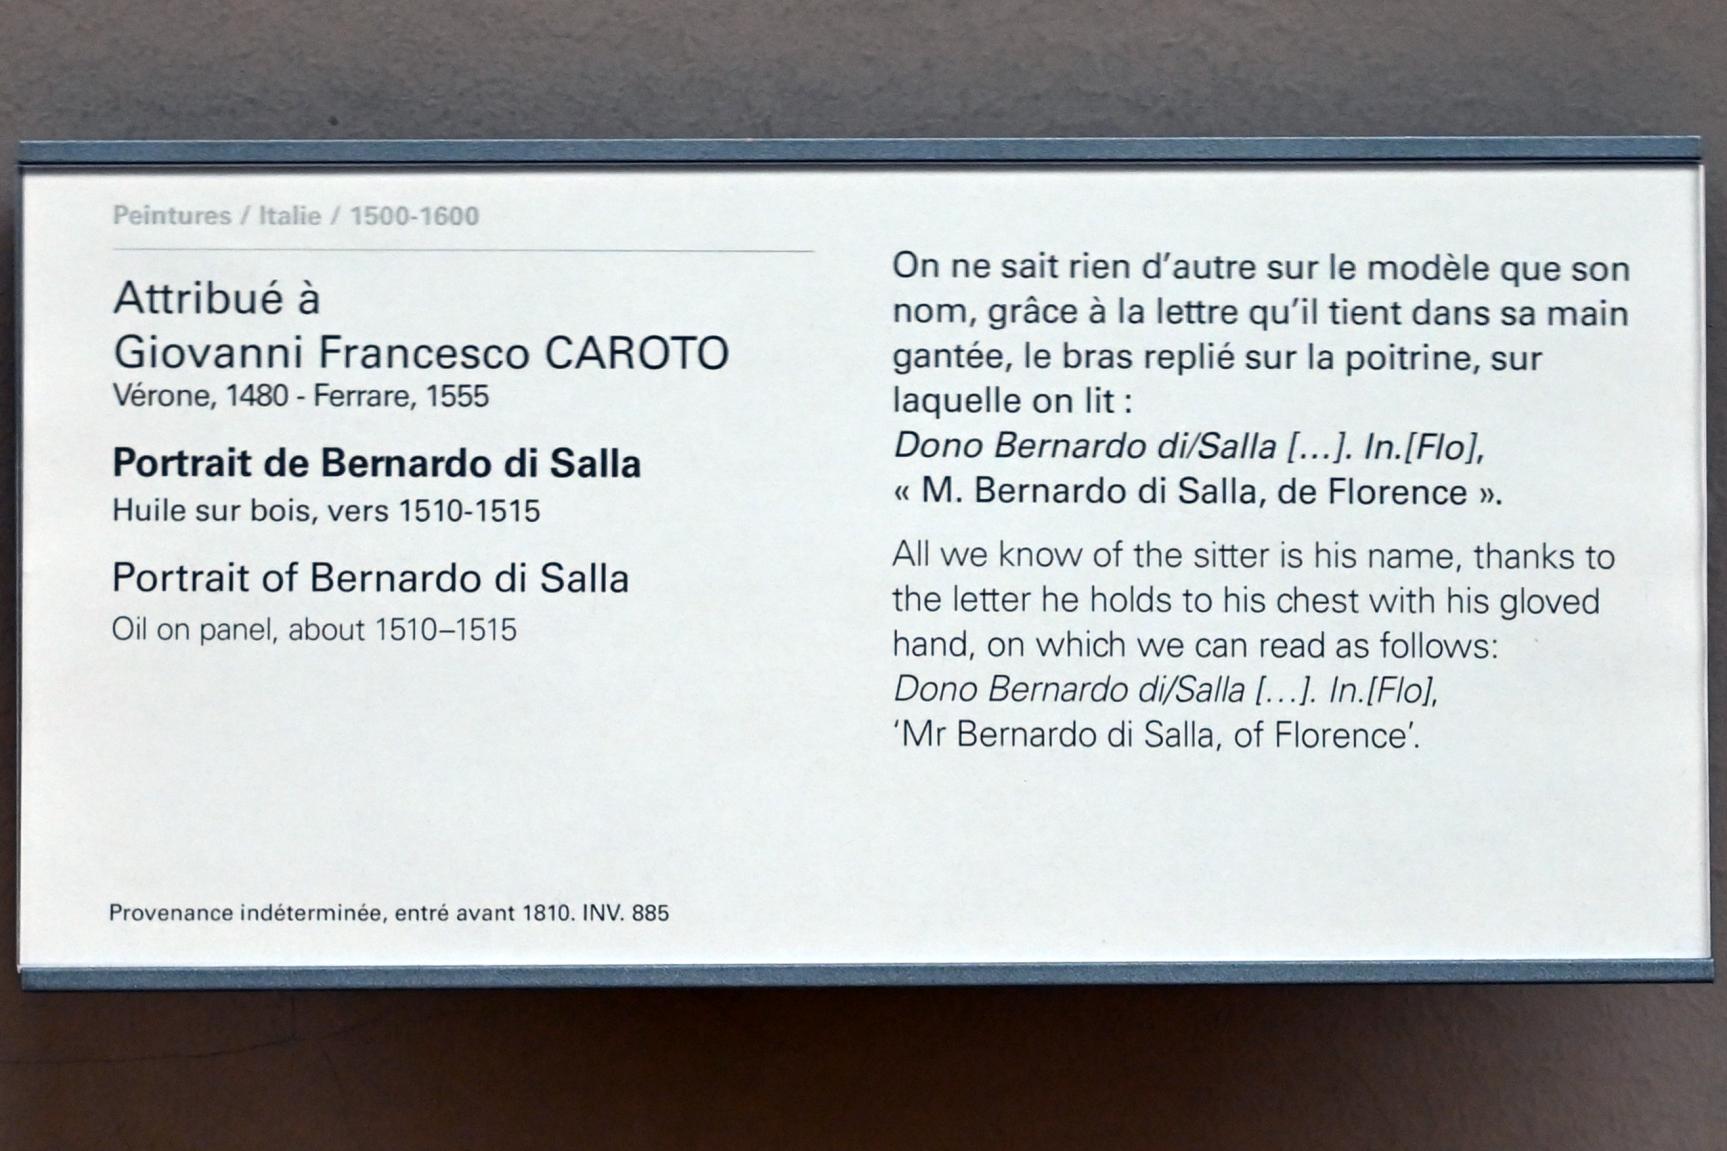 Peintures / Italie / 1500-1600
Attribué à
Giovanni Francesco CAROTO
Vérone, 1480 - Ferrare, 1555
Portrait de Bernardo di Salla
Huile sur bois, vers 1510-1515
Portrait of Bernardo di Salla
Oil on panel, about 1510–1515
Provenance indéterminée, entré avant 1810. INV. 885
On ne sait rien d’autre sur le modèle que son
nom, grâce à la lettre qu’il tient dans sa main
gantée, le bras replié sur la poitrine, sur
laquelle on lit :
Dono Bernardo di/Salla [...]. In.[Flo],
« M. Bernardo di Salla, de Florence ».
All we know of the sitter is his name, thanks to
the letter he holds to his chest with his gloved
hand, on which we can read as follows:
Dono Bernardo di/Salla [...]. In.[Flo],
‘Mr Bernardo di Salla, of Florence’.